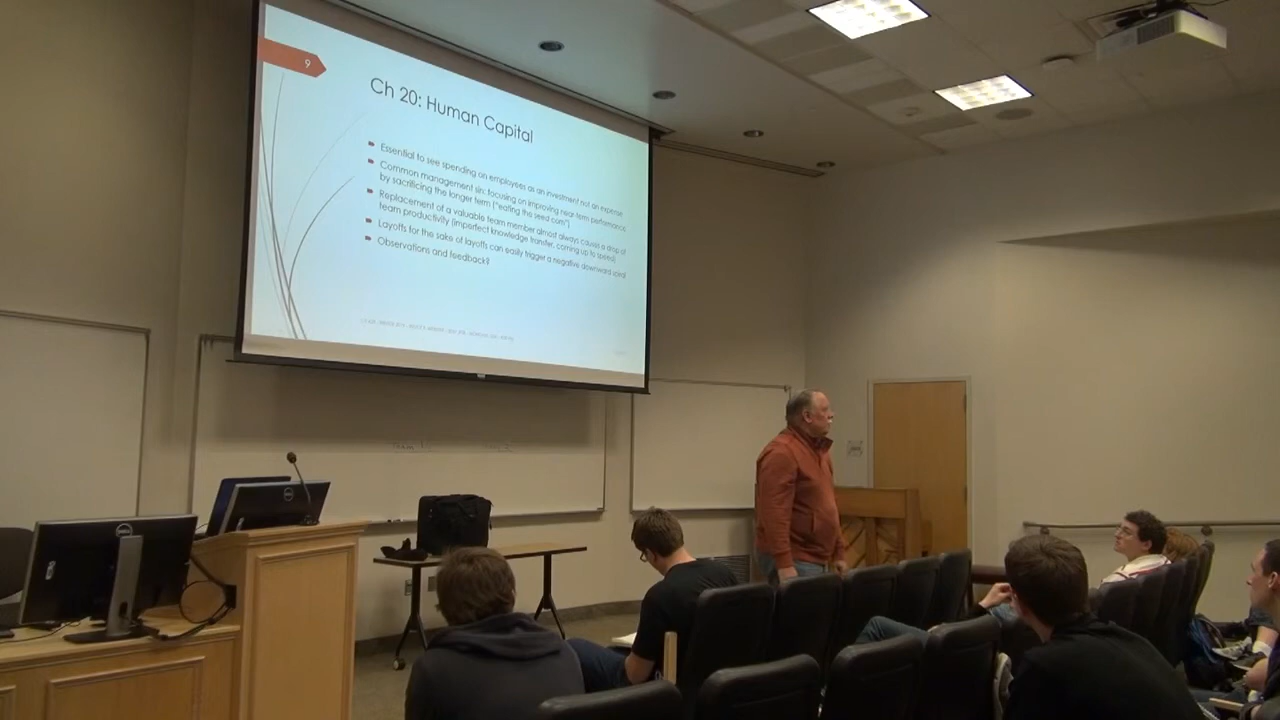 9
Ch 20: Human Capital
Essential to see spending on employees as an investment not an expense
Common management sin: focusing on improving near-term performance
by sacrificing the longer term ("eating the seed corn")
Replacement of a valuable team member almost always causes a drop of
team productivity (imperfect knowledge transfer, coming up to speed)
Layoffs for the sake of layoffs can easily trigger a negative downward spiral
Observations and feedback?
DELL
DELL